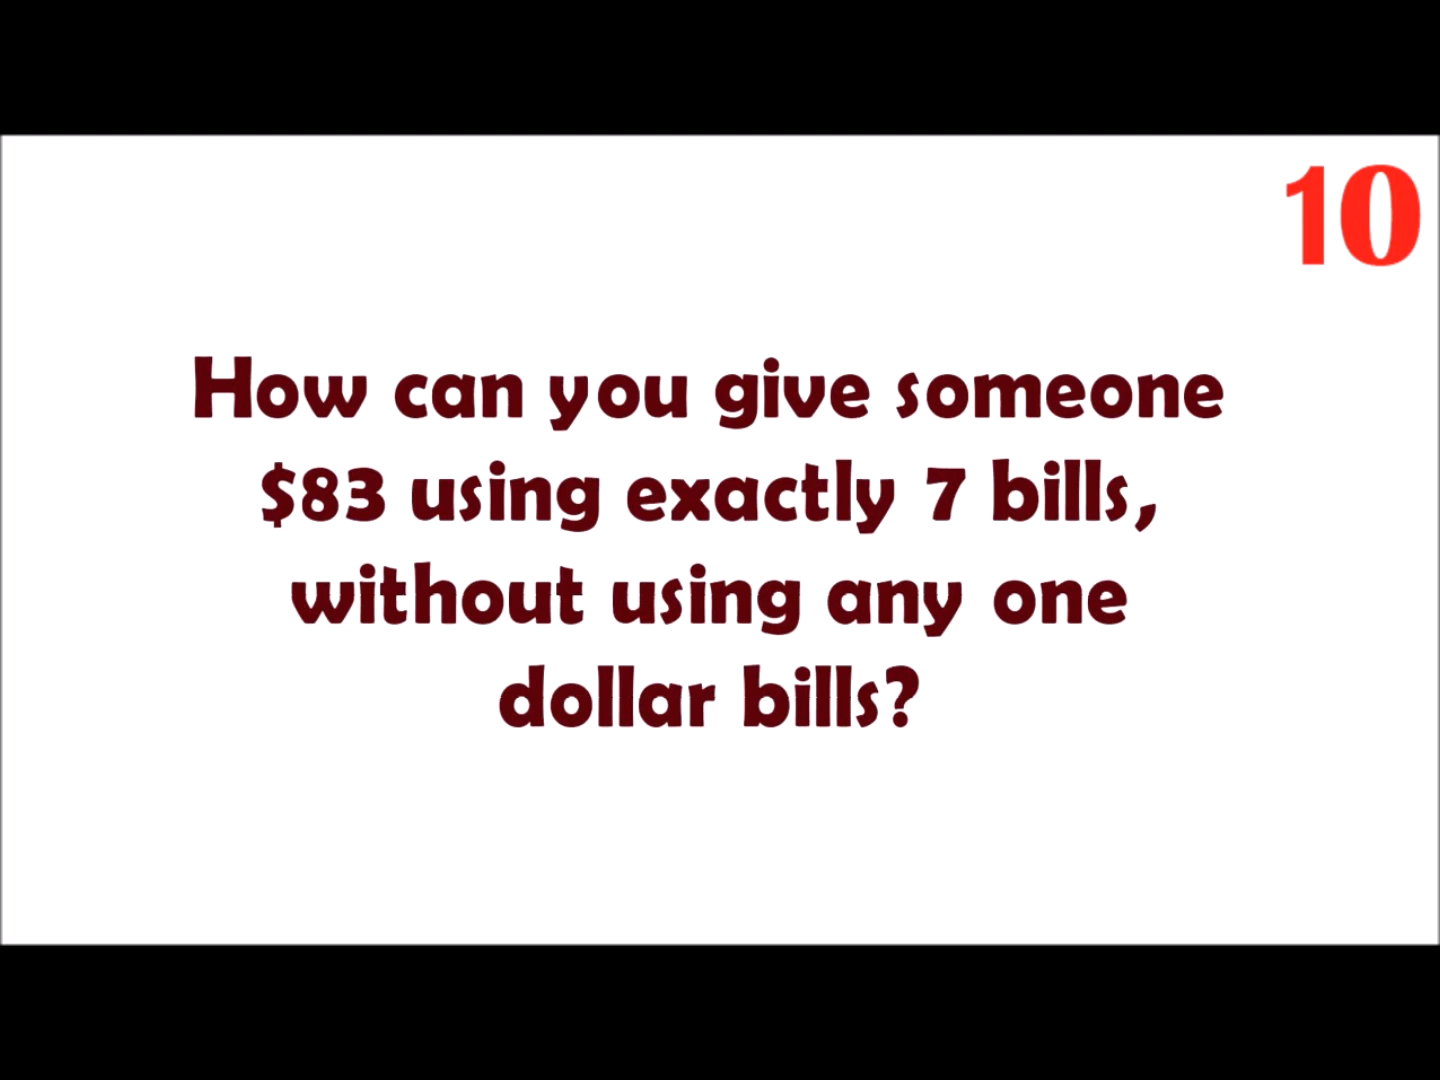 10
How can you give someone
$83 using exactly 7 bills,
without using any one
dollar bills?